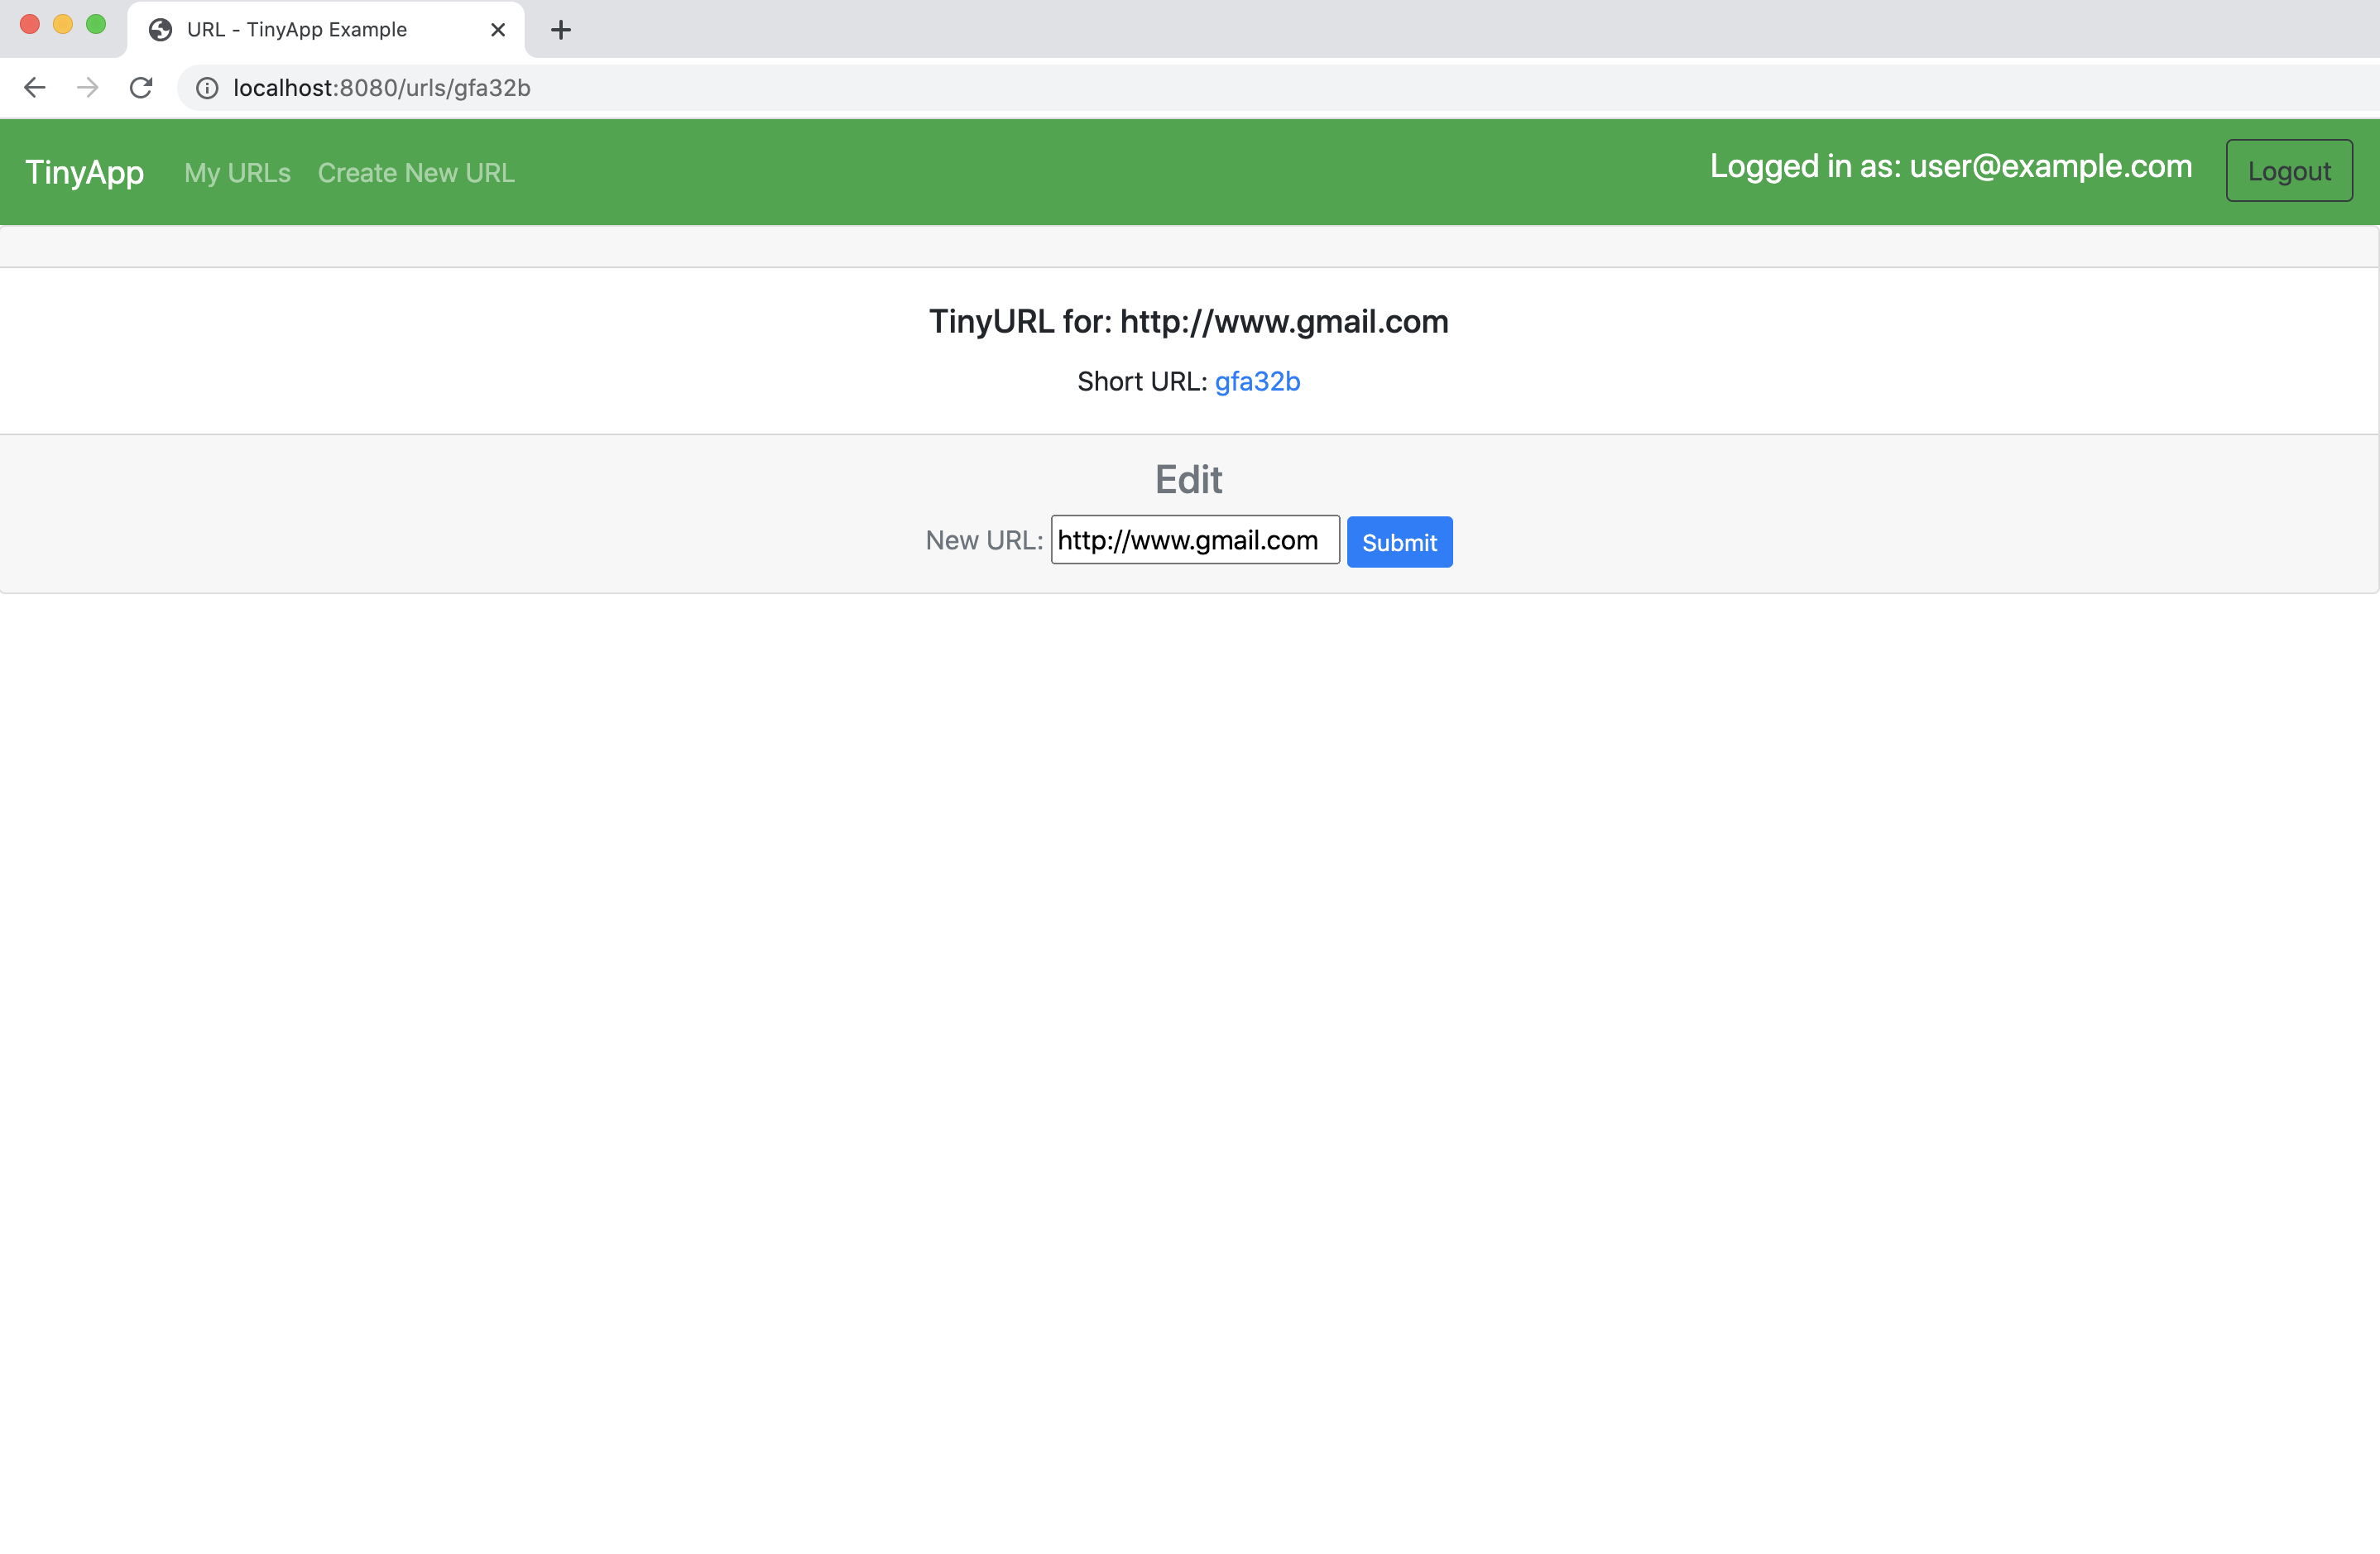 URL - TinyApp Example
localhost:8080/urls/gfa32b
TinyApp My URLs Create New URL Logged in as: user@example.com Logout
TinyURL for: http://www.gmail.com
Short URL: gfa32b
Edit
New URL: http://www.gmail.com Submit